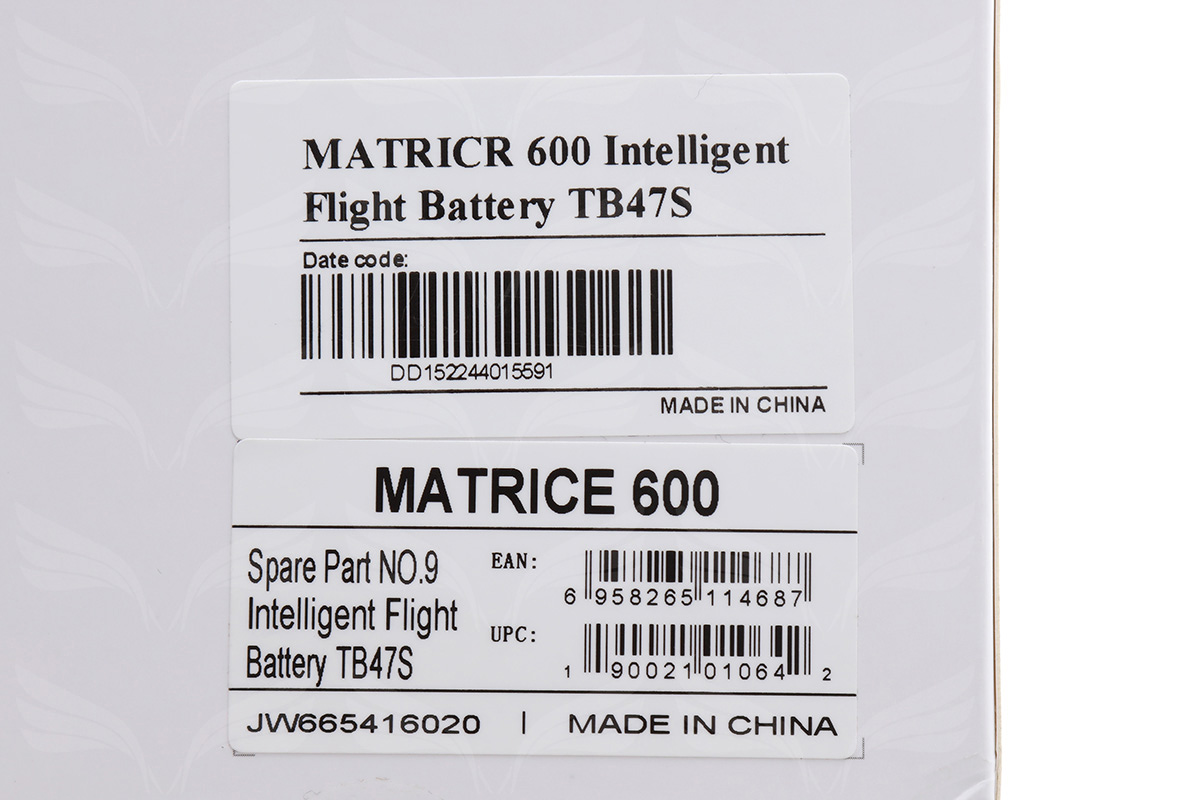 MATRICR 600 Intelligent
Flight Battery TB47S
Date code:
DD152244015591
MADE IN CHINA
MATRICE 600
Spare Part NO.9
Intelligent Flight
Battery TB47S
EAN:
6 958265 114687
UPC:
1 90021 01064 2
JW665416020 | MADE IN CHINA